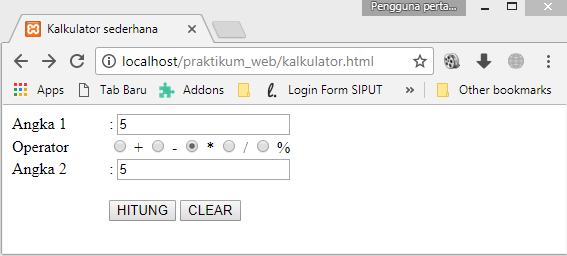 Pengguna perta...
Kalkulator sederhana
localhost/praktikum_web/kalkulator.html
Apps Tab Baru Addons Login Form SIPUT » Other bookmarks
Angka 1 : 5
Operator : + - * / %
Angka 2 : 5
HITUNG CLEAR